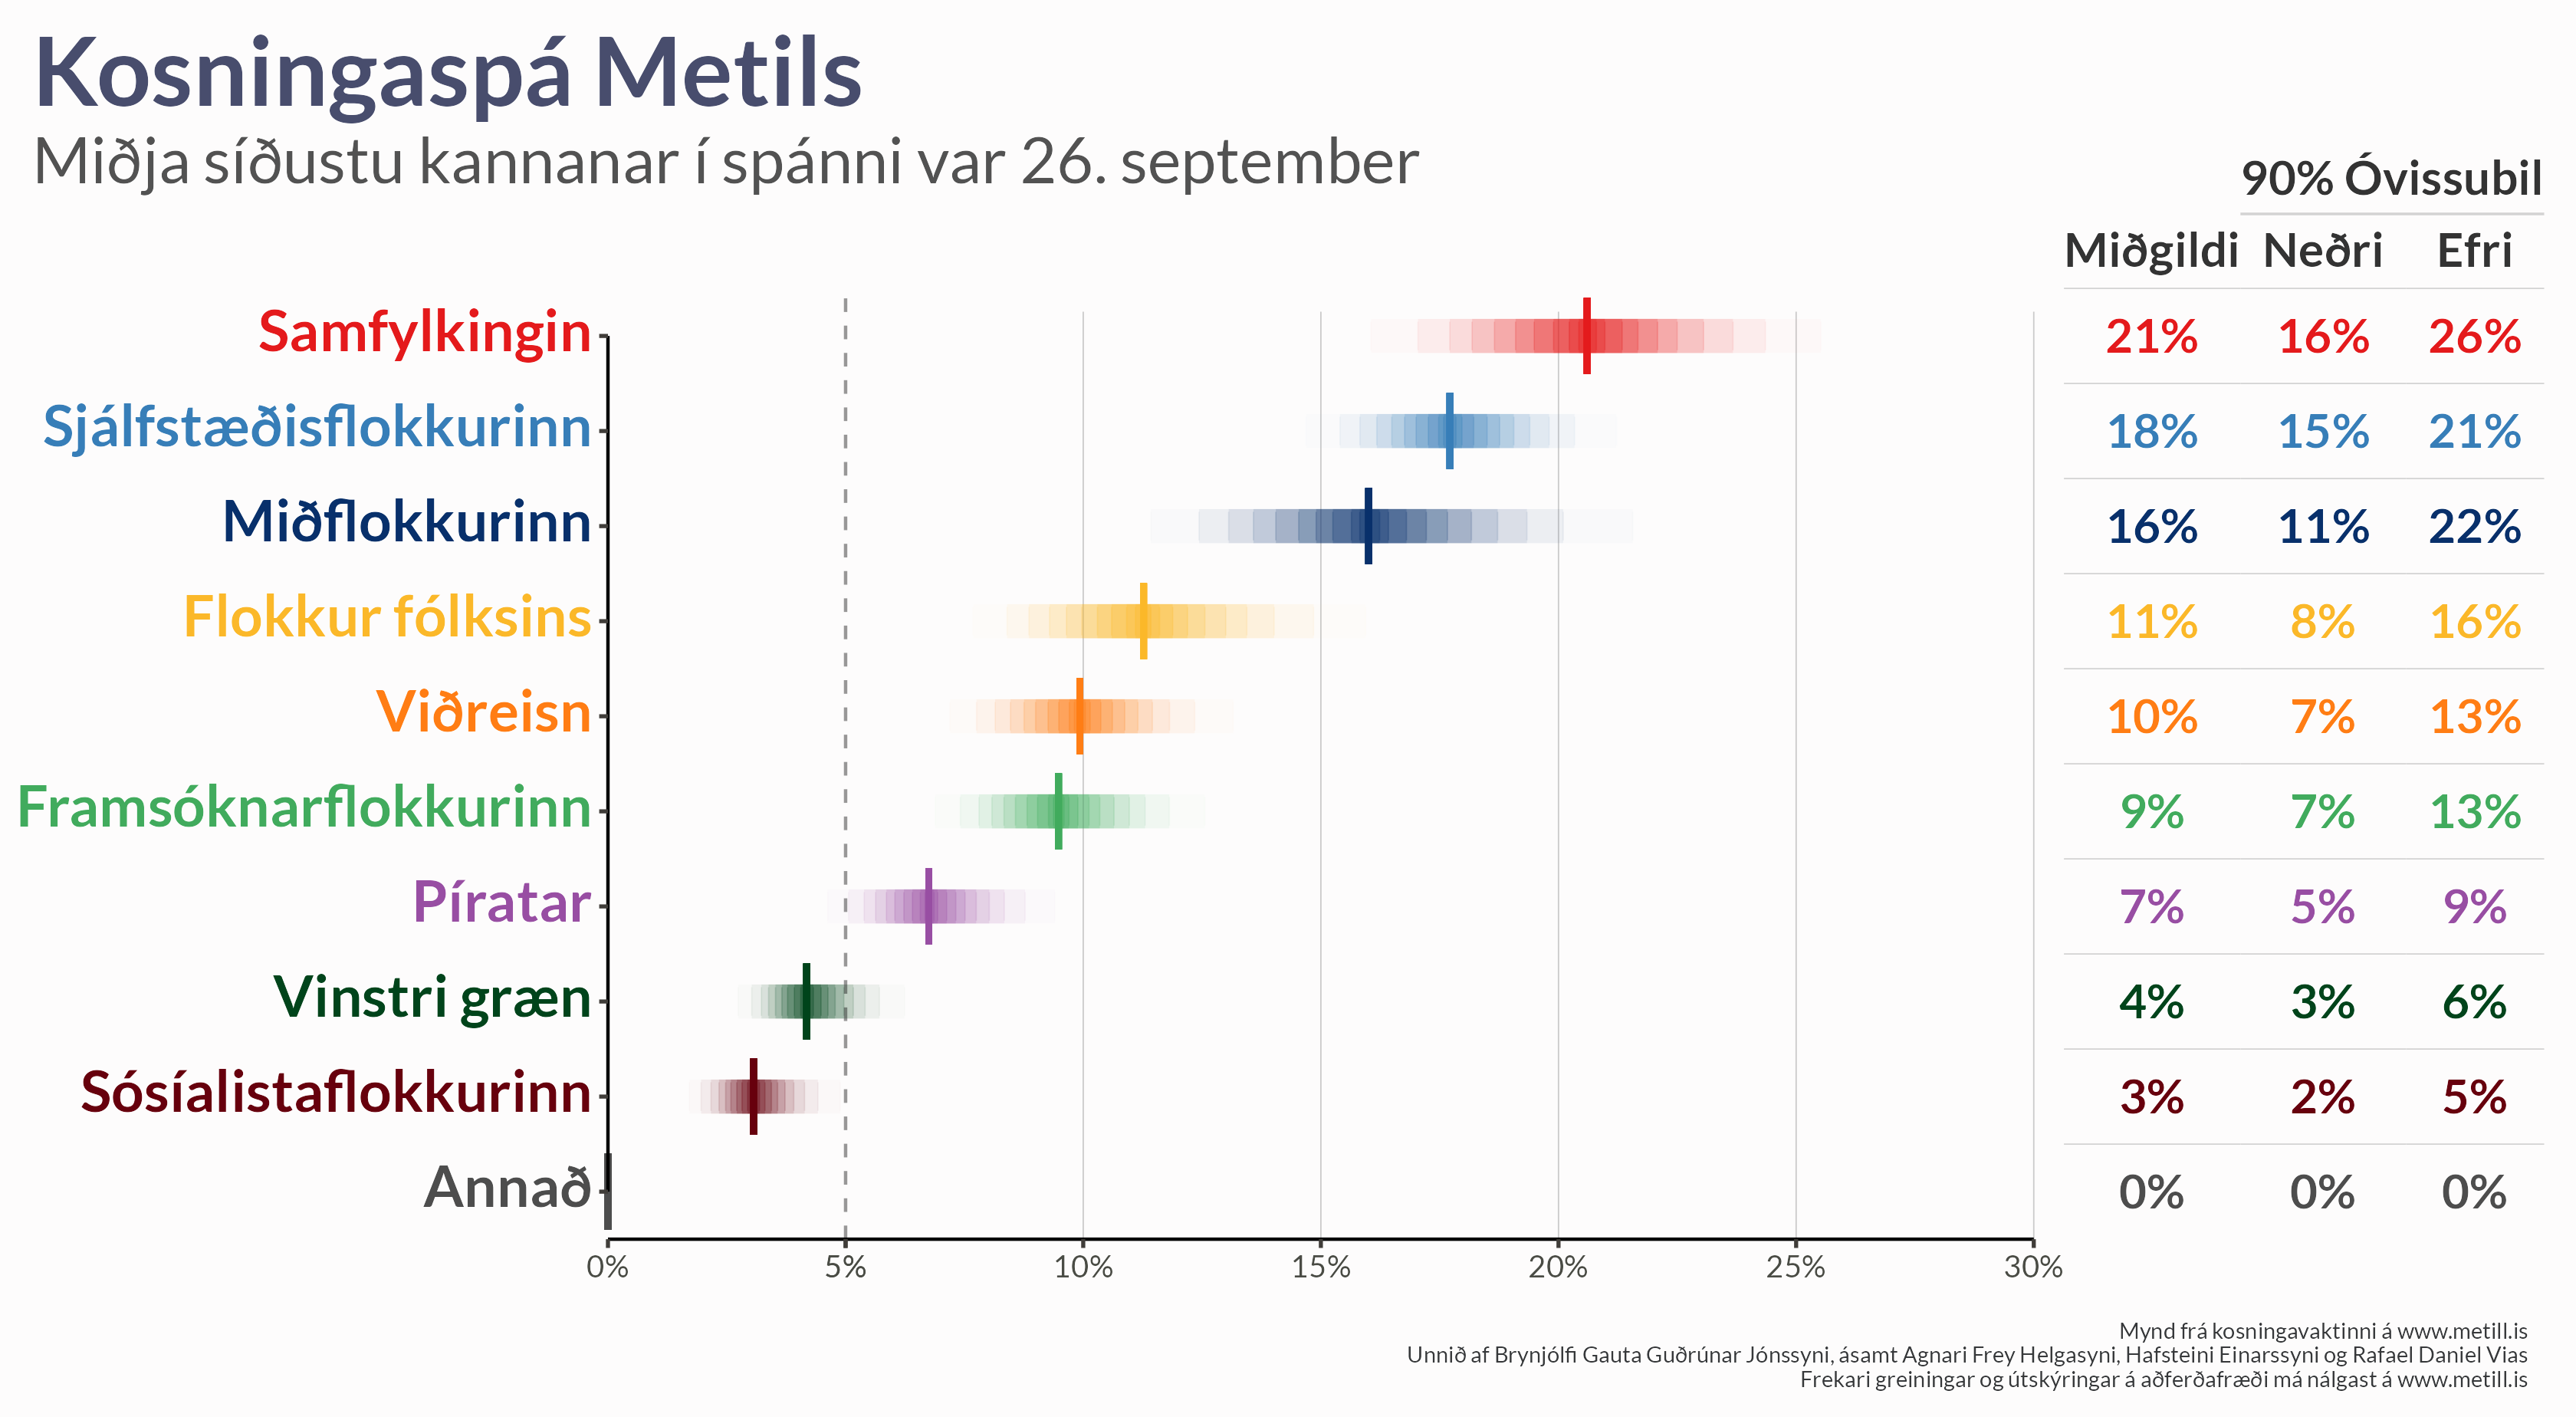 Kosningaspá Metils
Miðja síðustu kannanar í spánni var 26. september
90% Óvissubil
Miðgildi Neðri Efri
Samfylkingin 21% 16% 26%
Sjálfstæðisflokkurinn 18% 15% 21%
Miðflokkurinn 16% 11% 22%
Flokkur fólksins 11% 8% 16%
Viðreisn 10% 7% 13%
Framsóknarflokkurinn 9% 7% 13%
Píratar 7% 5% 9%
Vinstri græn 4% 3% 6%
Sósíalistaflokkurinn 3% 2% 5%
Annað 0% 0% 0%
0% 5% 10% 15% 20% 25% 30%
Mynd frá kosningavaktinni á www.metill.is
Unnið af Brynjólfi Gauta Guðrúnar Jónssyni, ásamt Agnari Frey Helgasyni, Hafsteini Einarssyni og Rafael Daniel Vias
Frekari greiningar og útskýringar á aðferðafræði má nálgast á www.metill.is